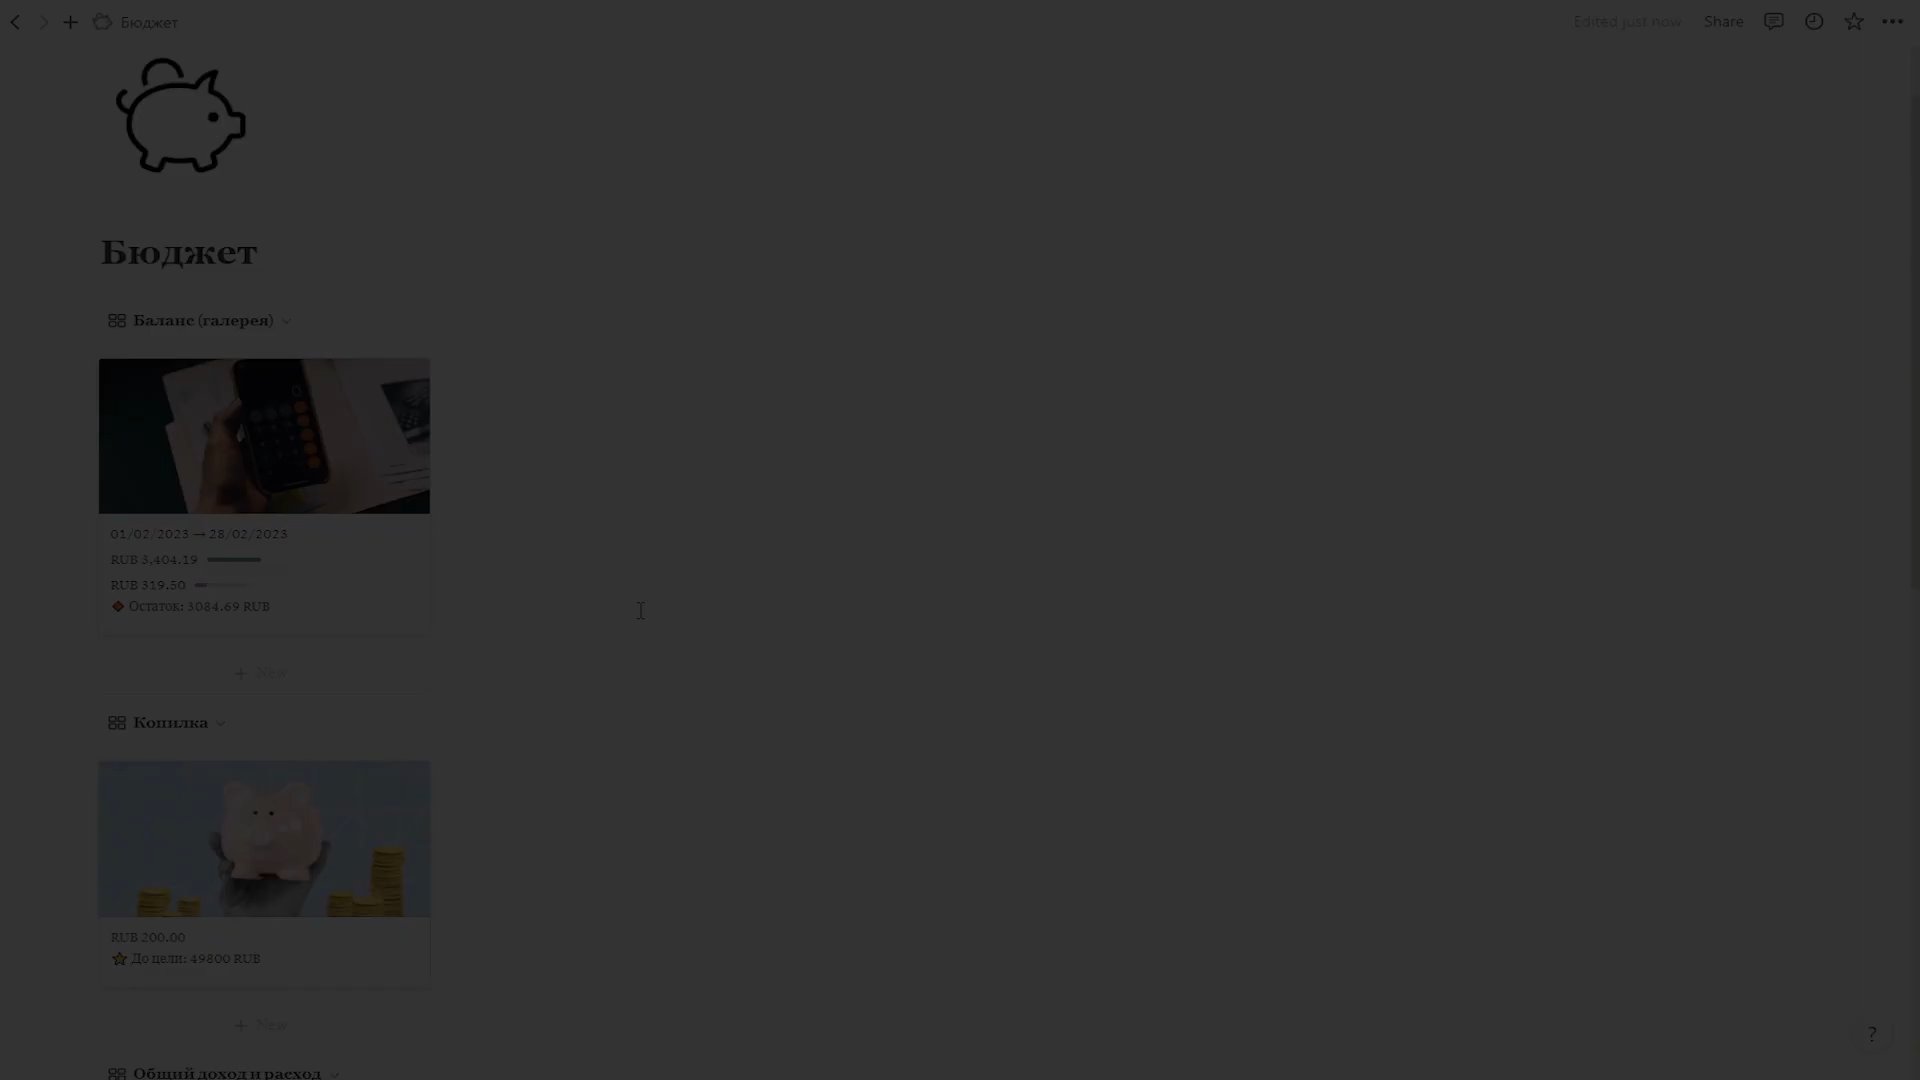 Бюджет
Edited just now
Share
Бюджет
Баланс (галерея)
01/02/2023 → 28/02/2023
RUB 3,404.19
RUB 319.50
Остаток: 3084.69 RUB
+ New
Копилка
RUB 200.00
До цели: 49800 RUB
+ New
?
Общий доход и расход